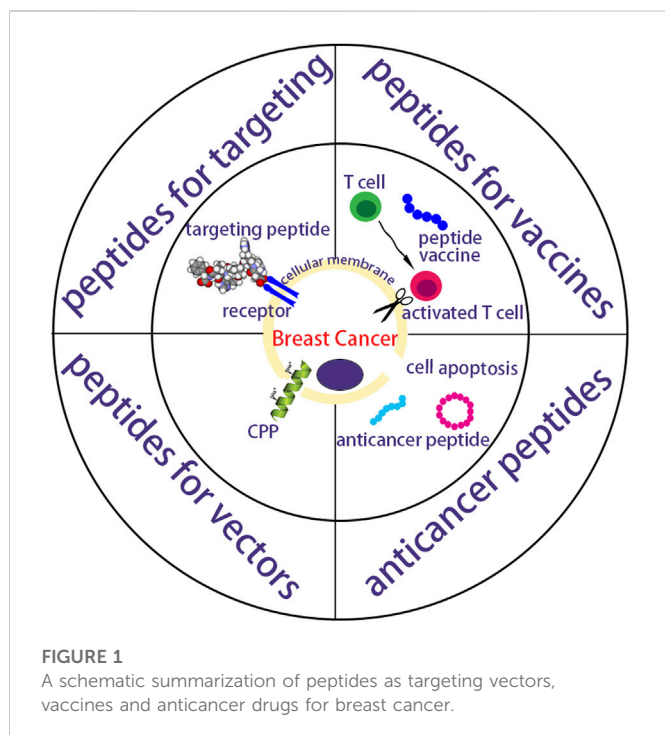 peptides for targeting
peptides for vaccines
T cell
targeting peptide
peptide
vaccine
cellular membrane
receptor
activated T cell
Breast Cancer
cell apoptosis
CPP
anticancer peptide
peptides for vectors
anticancer peptides
FIGURE 1
A schematic summarization of peptides as targeting vectors,
vaccines and anticancer drugs for breast cancer.